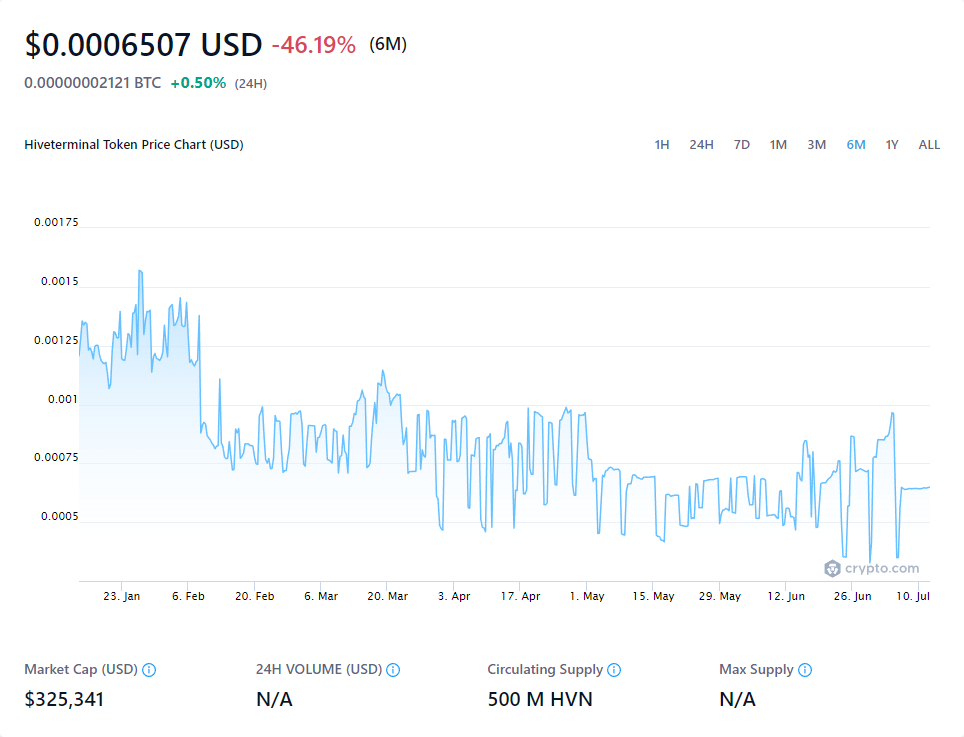 $0.0006507 USD -46.19% (6M)
0.00000002121 BTC +0.50% (24H)
Hiveterminal Token Price Chart (USD) 1H 24H 7D 1M 3M 6M 1Y ALL
0.00175
0.0015
0.00125
0.001
0.00075
0.0005
crypto.com
23. Jan 6. Feb 20. Feb 6. Mar 20. Mar 3. Apr 17. Apr 1. May 15. May 29. May 12. Jun 26. Jun 10. Jul
Market Cap (USD) 24H VOLUME (USD) Circulating Supply Max Supply
$325,341 N/A 500 M HVN N/A